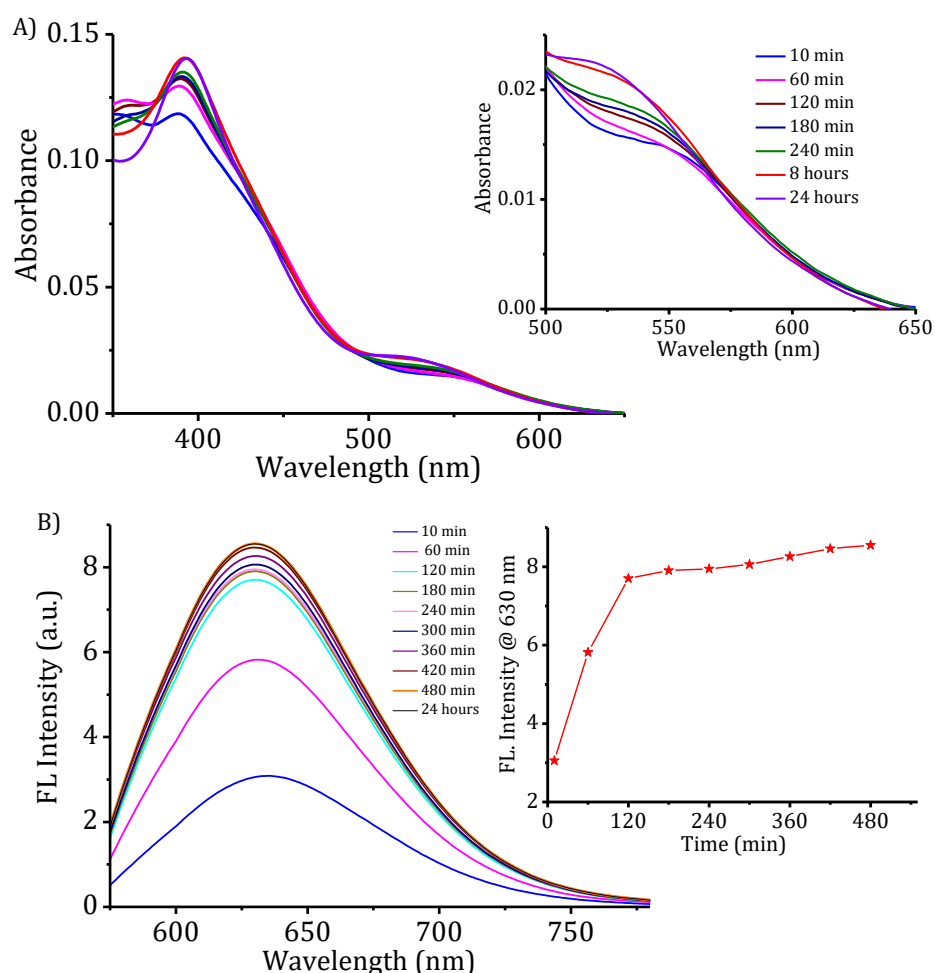 A)
0.15
0.10
0.05
0.00
Absorbance
400
500
600
Wavelength (nm)
0.02
0.01
0.00
Absorbance
500
550
600
650
Wavelength (nm)
10 min
60 min
120 min
180 min
240 min
8 hours
24 hours
B)
8
6
4
2
0
FL Intensity (a.u.)
600
650
700
750
Wavelength (nm)
10 min
60 min
120 min
180 min
240 min
300 min
360 min
420 min
480 min
24 hours
8
6
4
2
FL. Intensity @ 630 nm
0
120
240
360
480
Time (min)